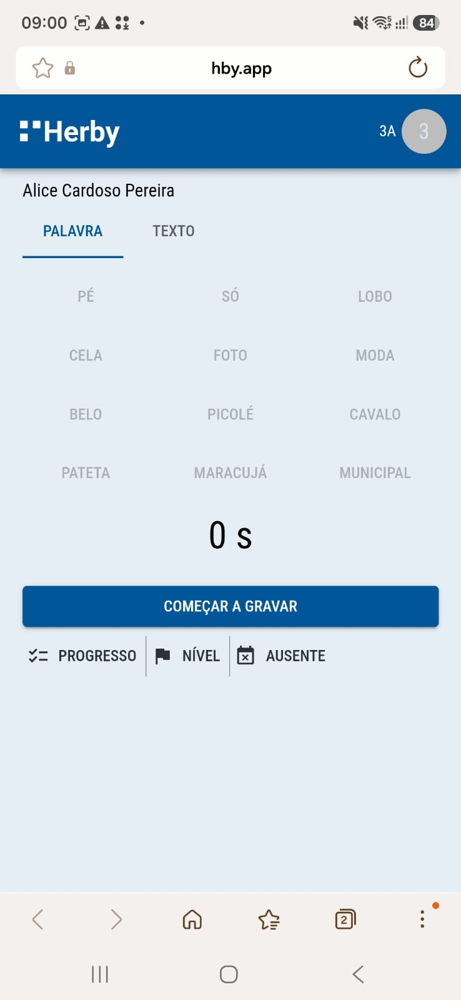 09:00
84
hby.app
Herby
3A 3
Alice Cardoso Pereira
PALAVRA TEXTO
PÉ SÓ LOBO
CELA FOTO MODA
BELO PICOLÉ CAVALO
PATETA MARACUJÁ MUNICIPAL
0 s
COMEÇAR A GRAVAR
PROGRESSO NÍVEL AUSENTE
2